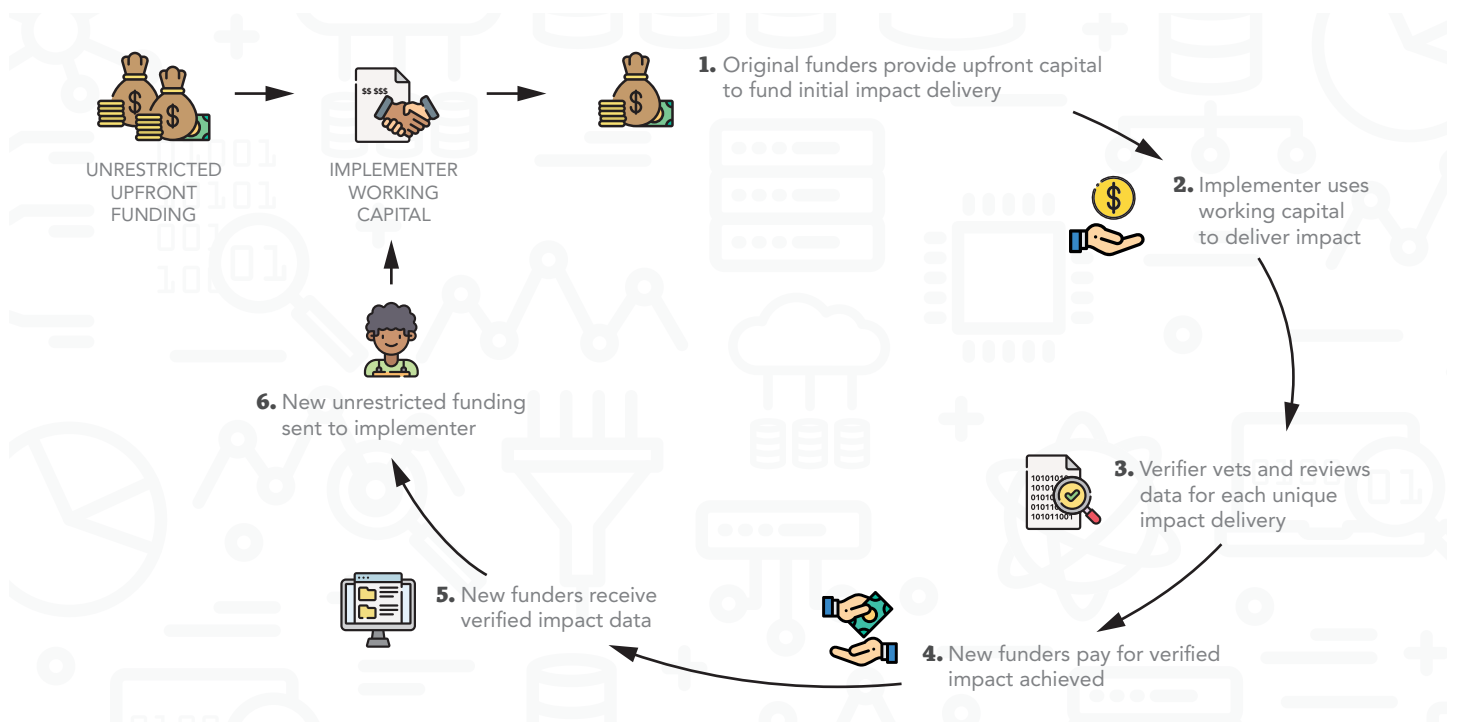 UNRESTRICTED
UPFRONT
FUNDING
$$ $$$
IMPLEMENTER
WORKING
CAPITAL
1. Original funders provide upfront capital
to fund initial impact delivery
2. Implementer uses
working capital
to deliver impact
3. Verifier vets and reviews
data for each unique
impact delivery
101011001
4. New funders pay for verified
impact achieved
5. New funders receive
verified impact data
6. New unrestricted funding
sent to implementer